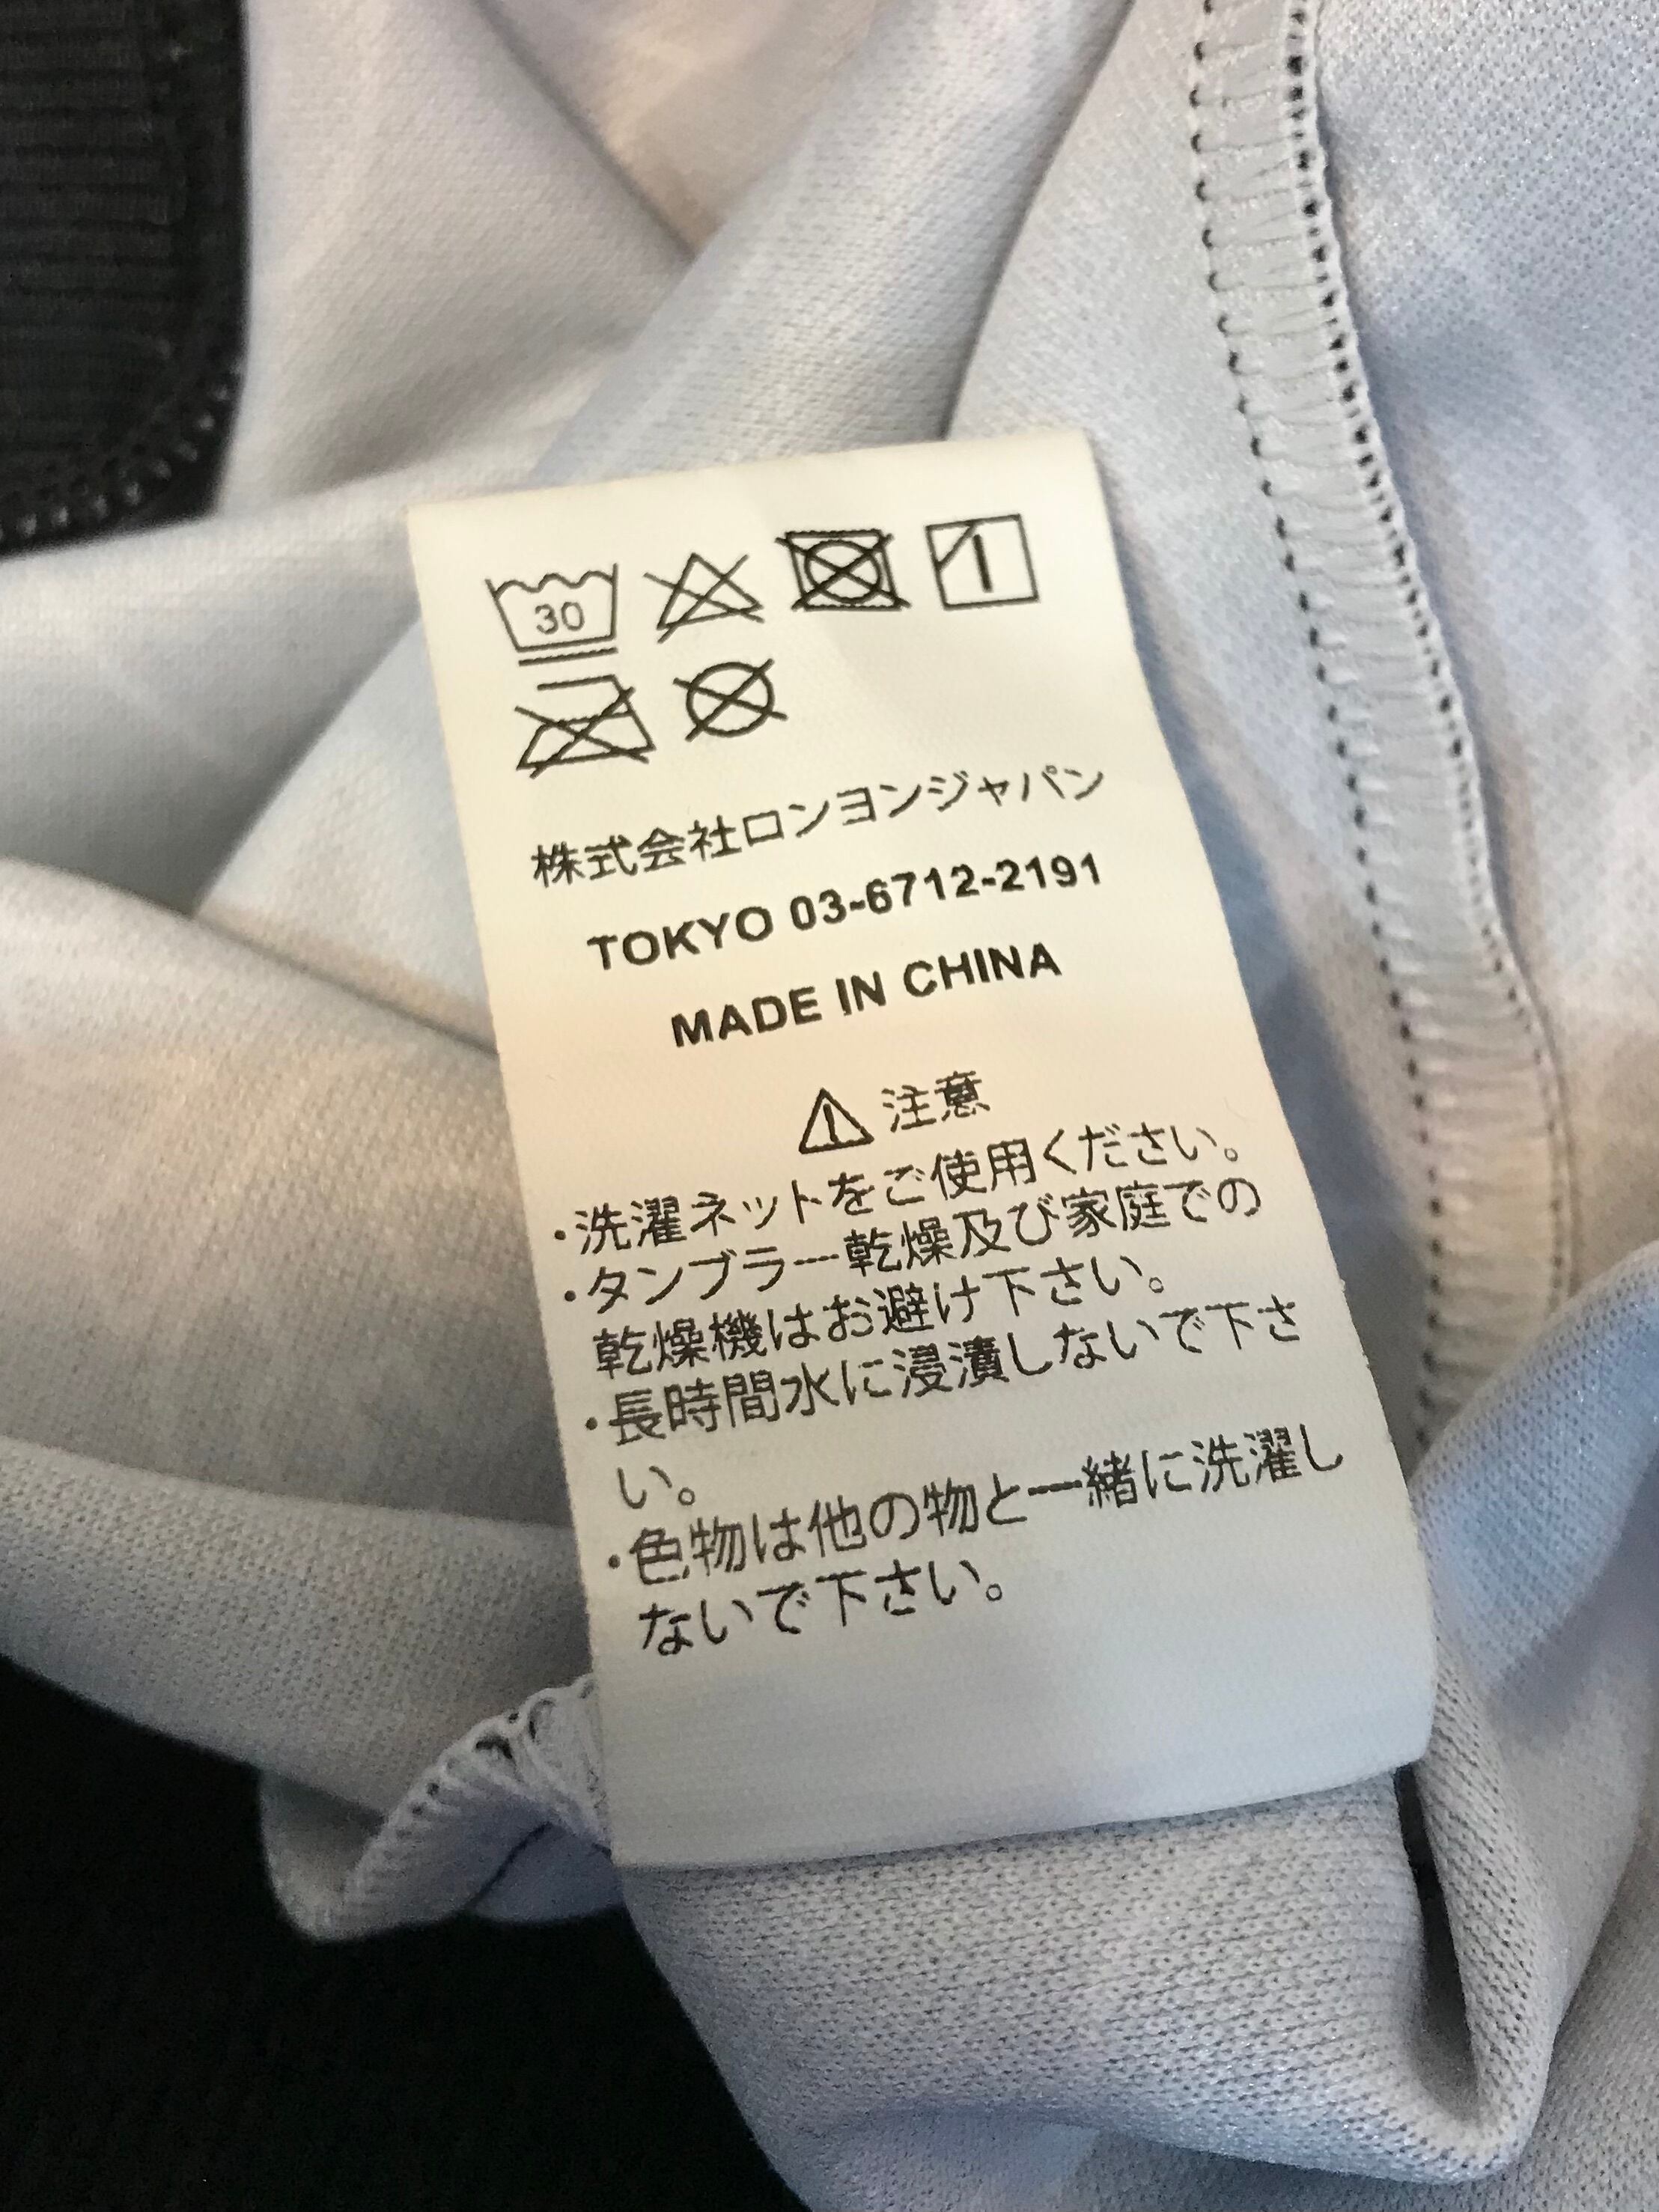 30
株式会社ロンヨンジャパン
TOKYO 03-6712-2191
MADE IN CHINA
注意
・洗濯ネットをご使用ください。
・タンブラー乾燥及び家庭での
乾燥機はお避け下さい。
・長時間水に浸漬しないで下さ
い。
・色物は他の物と一緒に洗濯し
ないで下さい。